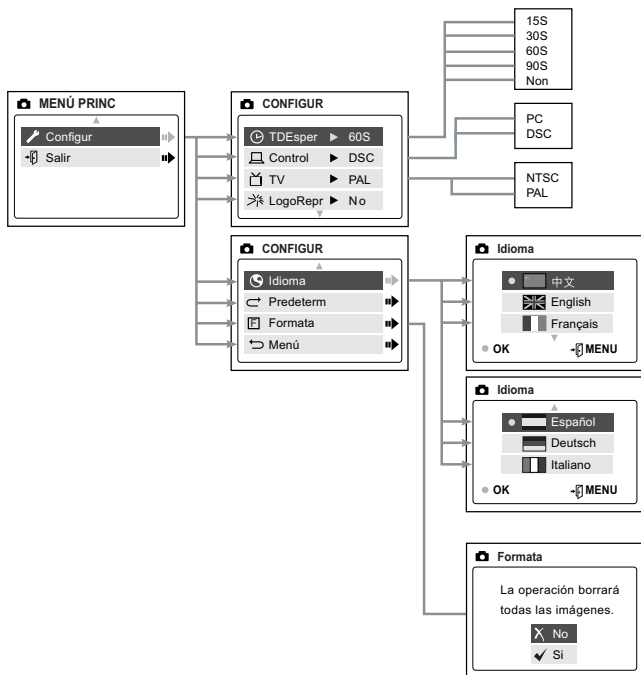 15S
30S
60S
90S
Non
MENÚ PRINC
Configur
Salir
CONFIGUR
TDEsper 60S
Control DSC
TV PAL
LogoRepr No
PC
DSC
NTSC
PAL
CONFIGUR
Idioma
Predeterm
F Formata
Menú
Idioma
中文
English
Français
OK MENU
Idioma
Español
Deutsch
Italiano
OK MENU
Formata
La operación borrará
todas las imágenes.
No
Si